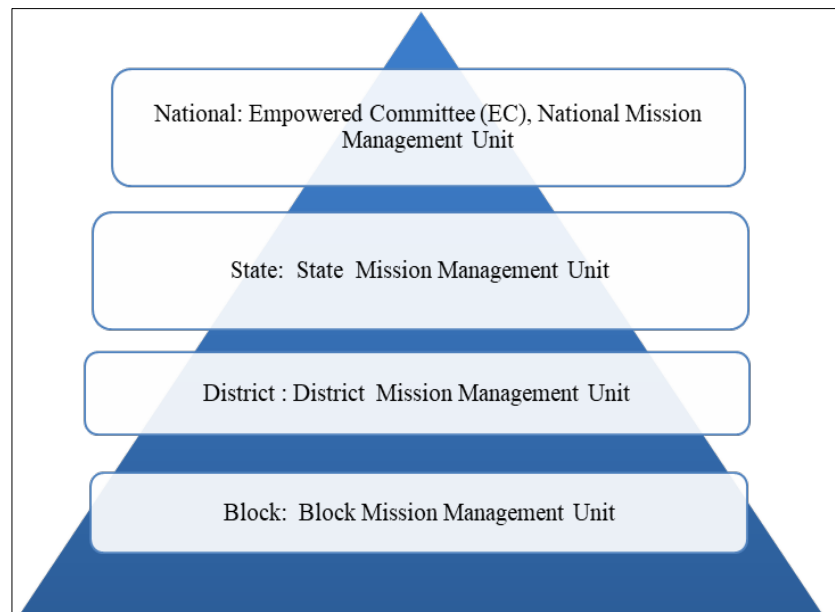 National: Empowered Committee (EC), National Mission
Management Unit
State:  State  Mission Management Unit
District : District  Mission Management Unit
Block:  Block Mission Management Unit